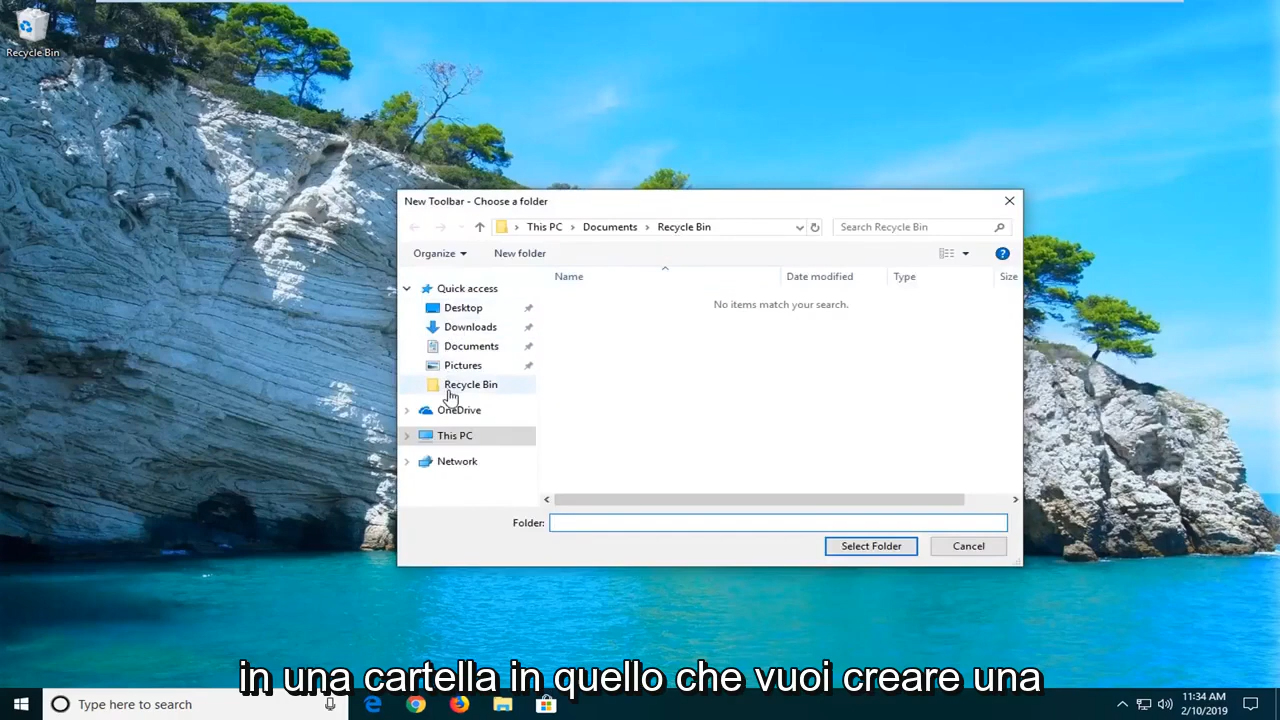 Recycle Bin
New Toolbar - Choose a folder
This PC > Documents > Recycle Bin
Search Recycle Bin
Organize
New folder
Name
Date modified
Type
Size
No items match your search.
Quick access
Desktop
Downloads
Documents
Pictures
Recycle Bin
OneDrive
This PC
Network
Folder:
Select Folder
Cancel
in una cartella in quello che vuoi creare una
Type here to search
11:34 AM
2/10/2019